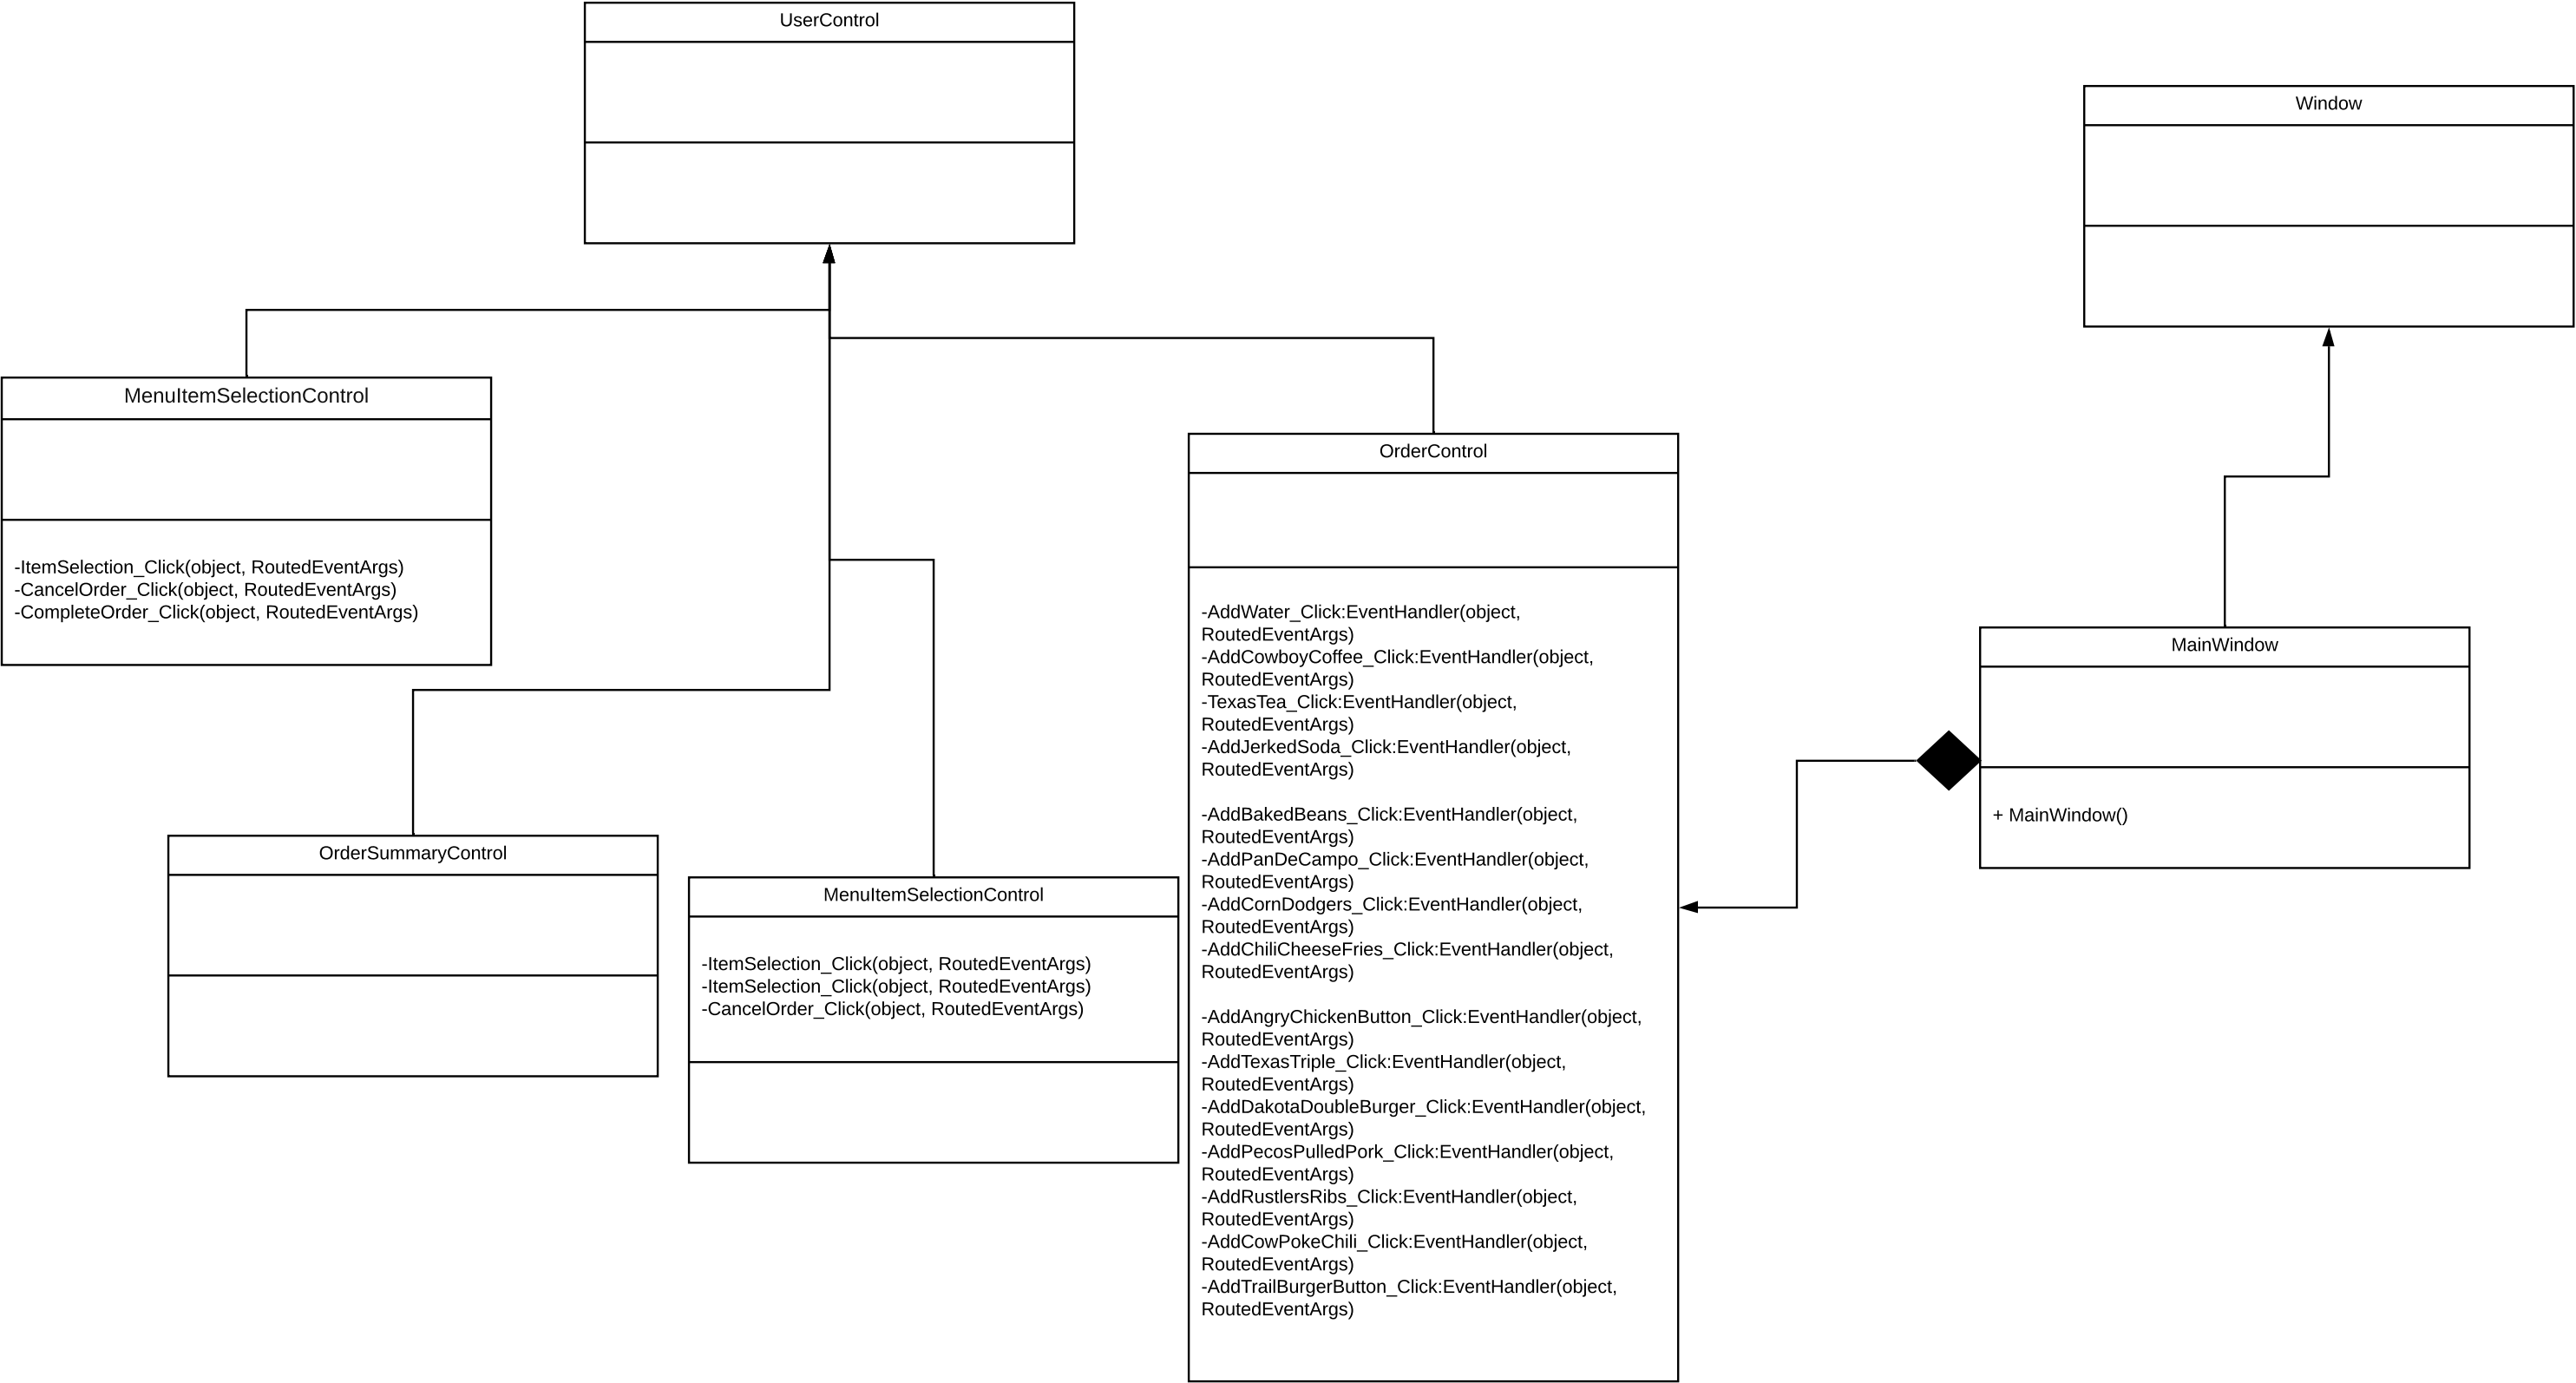 UserControl
Window
MenuItemSelectionControl
-ItemSelection_Click(object, RoutedEventArgs)
-CancelOrder_Click(object, RoutedEventArgs)
-CompleteOrder_Click(object, RoutedEventArgs)
OrderSummaryControl
MenuItemSelectionControl
-ItemSelection_Click(object, RoutedEventArgs)
-ItemSelection_Click(object, RoutedEventArgs)
-CancelOrder_Click(object, RoutedEventArgs)
OrderControl
-AddWater_Click:EventHandler(object,
RoutedEventArgs)
-AddCowboyCoffee_Click:EventHandler(object,
RoutedEventArgs)
-TexasTea_Click:EventHandler(object,
RoutedEventArgs)
-AddJerkedSoda_Click:EventHandler(object,
RoutedEventArgs)
-AddBakedBeans_Click:EventHandler(object,
RoutedEventArgs)
-AddPanDeCampo_Click:EventHandler(object,
RoutedEventArgs)
-AddCornDodgers_Click:EventHandler(object,
RoutedEventArgs)
-AddChiliCheeseFries_Click:EventHandler(object,
RoutedEventArgs)
-AddAngryChickenButton_Click:EventHandler(object,
RoutedEventArgs)
-AddTexasTriple_Click:EventHandler(object,
RoutedEventArgs)
-AddDakotaDoubleBurger_Click:EventHandler(object,
RoutedEventArgs)
-AddPecosPulledPork_Click:EventHandler(object,
RoutedEventArgs)
-AddRustlersRibs_Click:EventHandler(object,
RoutedEventArgs)
-AddCowPokeChili_Click:EventHandler(object,
RoutedEventArgs)
-AddTrailBurgerButton_Click:EventHandler(object,
RoutedEventArgs)
MainWindow
+ MainWindow()